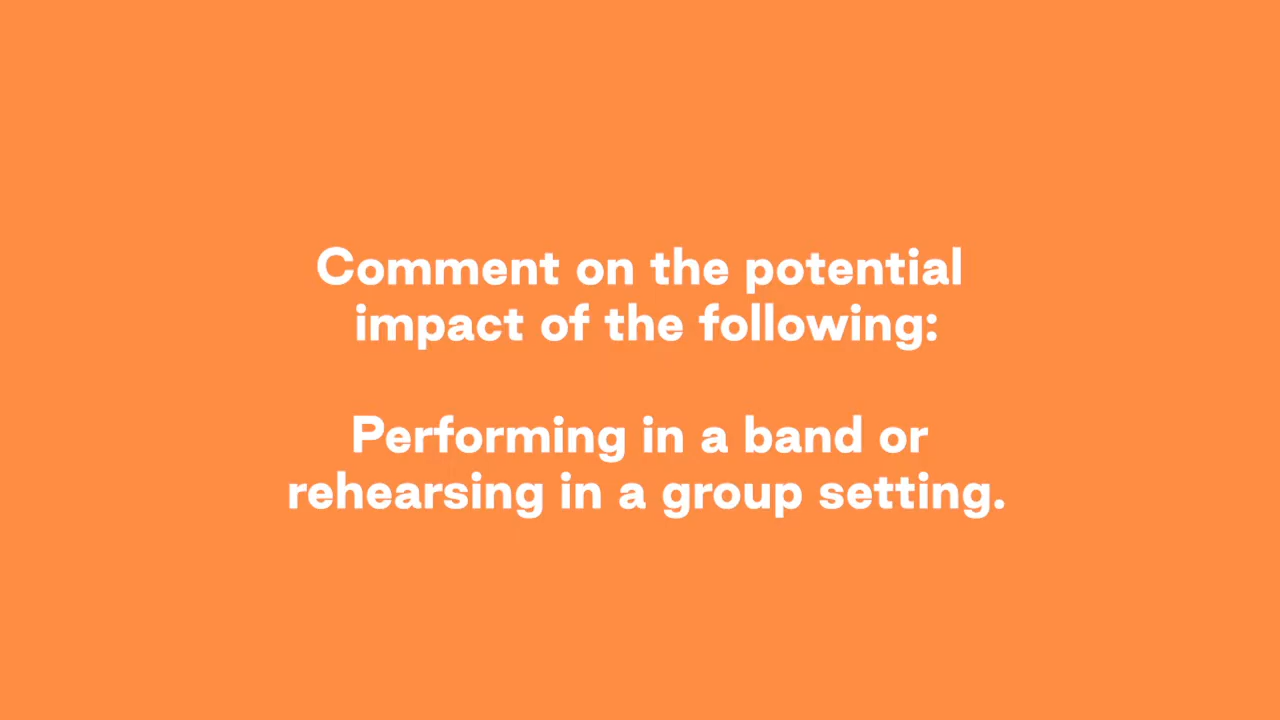 Comment on the potential
impact of the following:
Performing in a band or
rehearsing in a group setting.